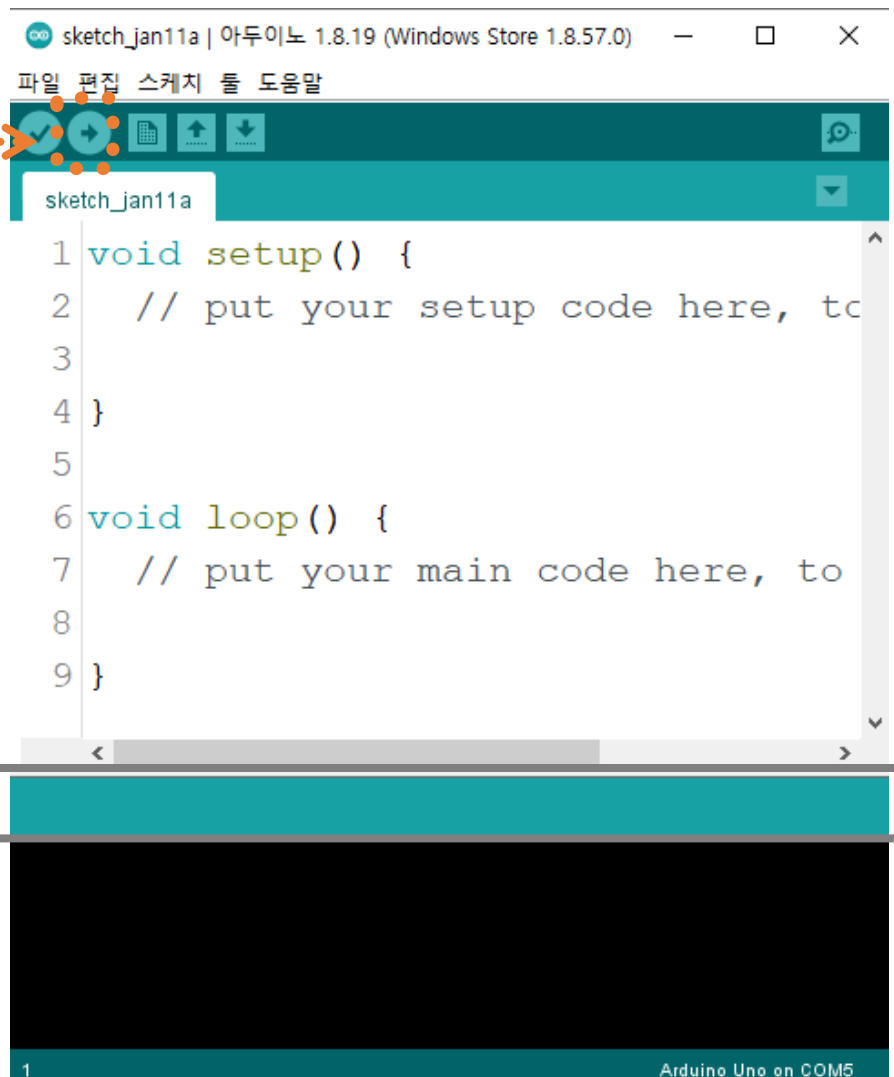 sketch_jan11a | 아두이노 1.8.19 (Windows Store 1.8.57.0)
파일 편집 스케치 툴 도움말
sketch_jan11a
1 void setup() {
2 // put your setup code here, to
3
4 }
5
6 void loop() {
7 // put your main code here, to
8
9 }
1 Arduino Uno on COM5